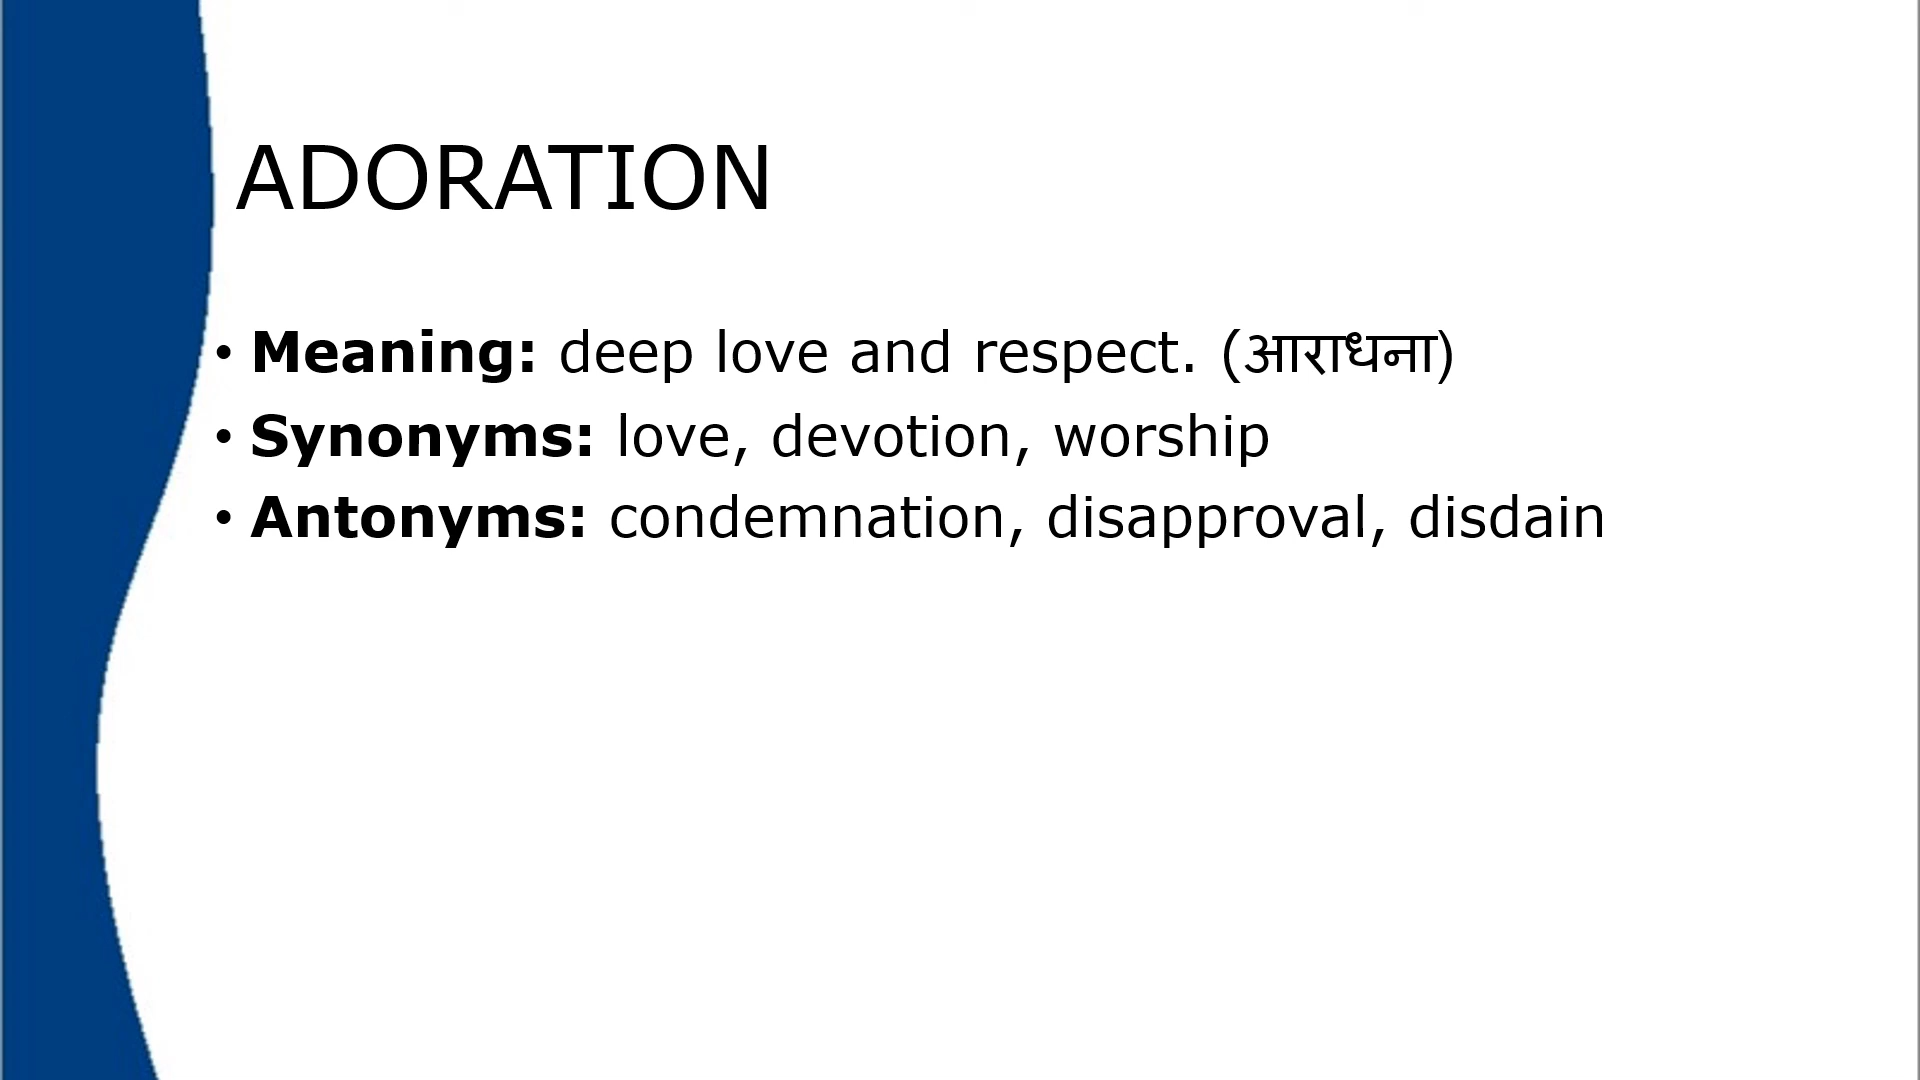 ADORATION
• Meaning: deep love and respect. (आराधना)
• Synonyms: love, devotion, worship
• Antonyms: condemnation, disapproval, disdain